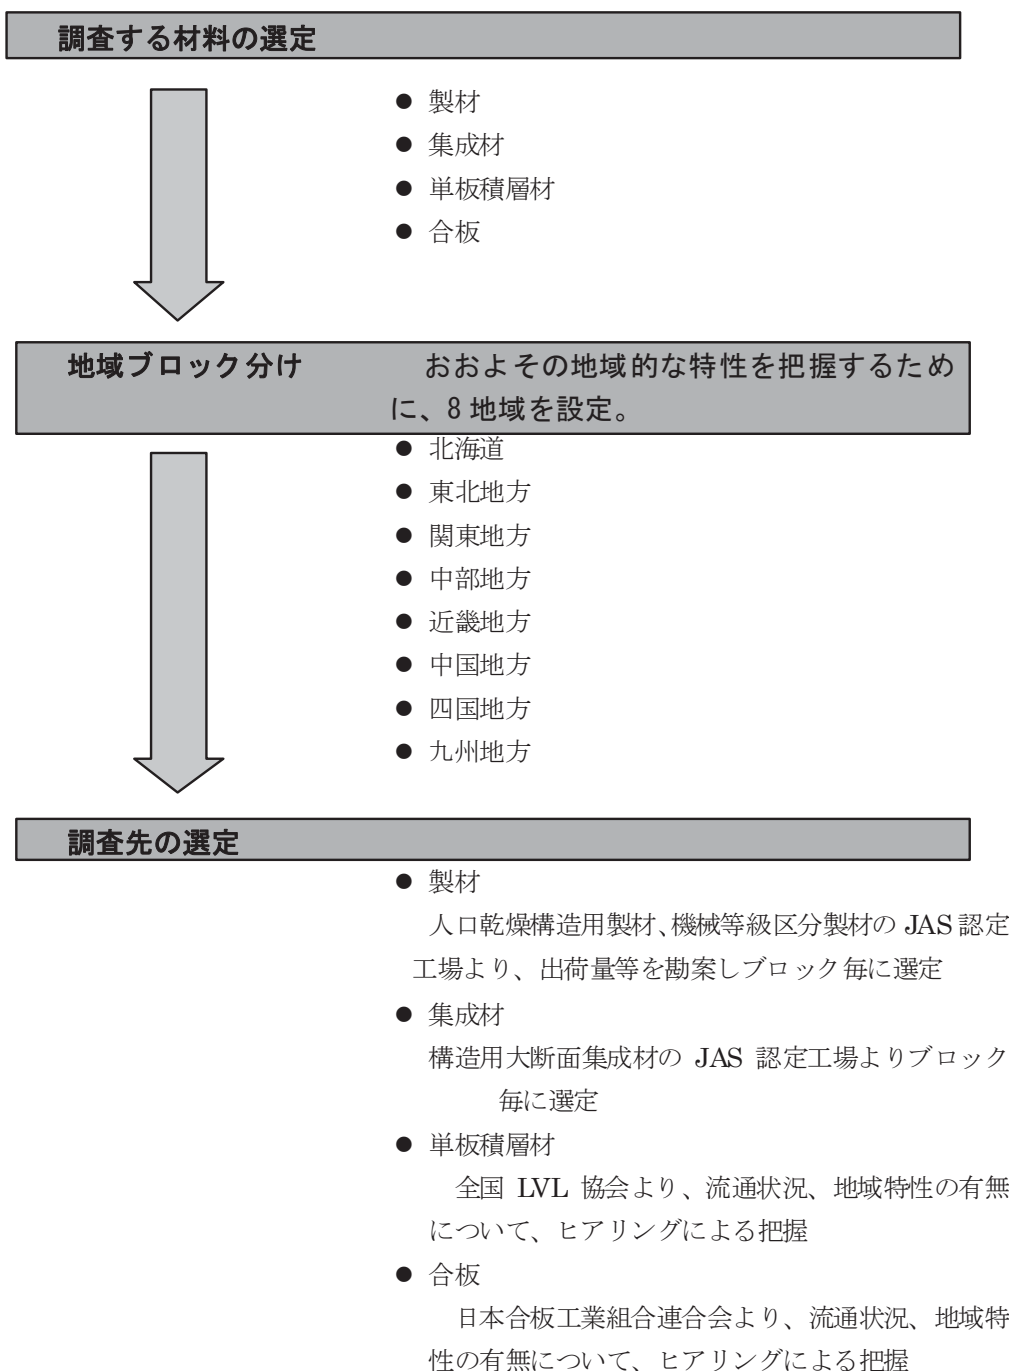 調査する材料の選定
● 製材
● 集成材
● 単板積層材
● 合板
地域ブロック分け　おおよその地域的な特性を把握するため
に、8 地域を設定。
● 北海道
● 東北地方
● 関東地方
● 中部地方
● 近畿地方
● 中国地方
● 四国地方
● 九州地方
調査先の選定
● 製材
人口乾燥構造用製材、機械等級区分製材の JAS 認定
工場より、出荷量等を勘案しブロック毎に選定
● 集成材
構造用大断面集成材の JAS 認定工場よりブロック
毎に選定
● 単板積層材
全国 LVL 協会より、流通状況、地域特性の有無
について、ヒアリングによる把握
● 合板
日本合板工業組合連合会より、流通状況、地域特
性の有無について、ヒアリングによる把握